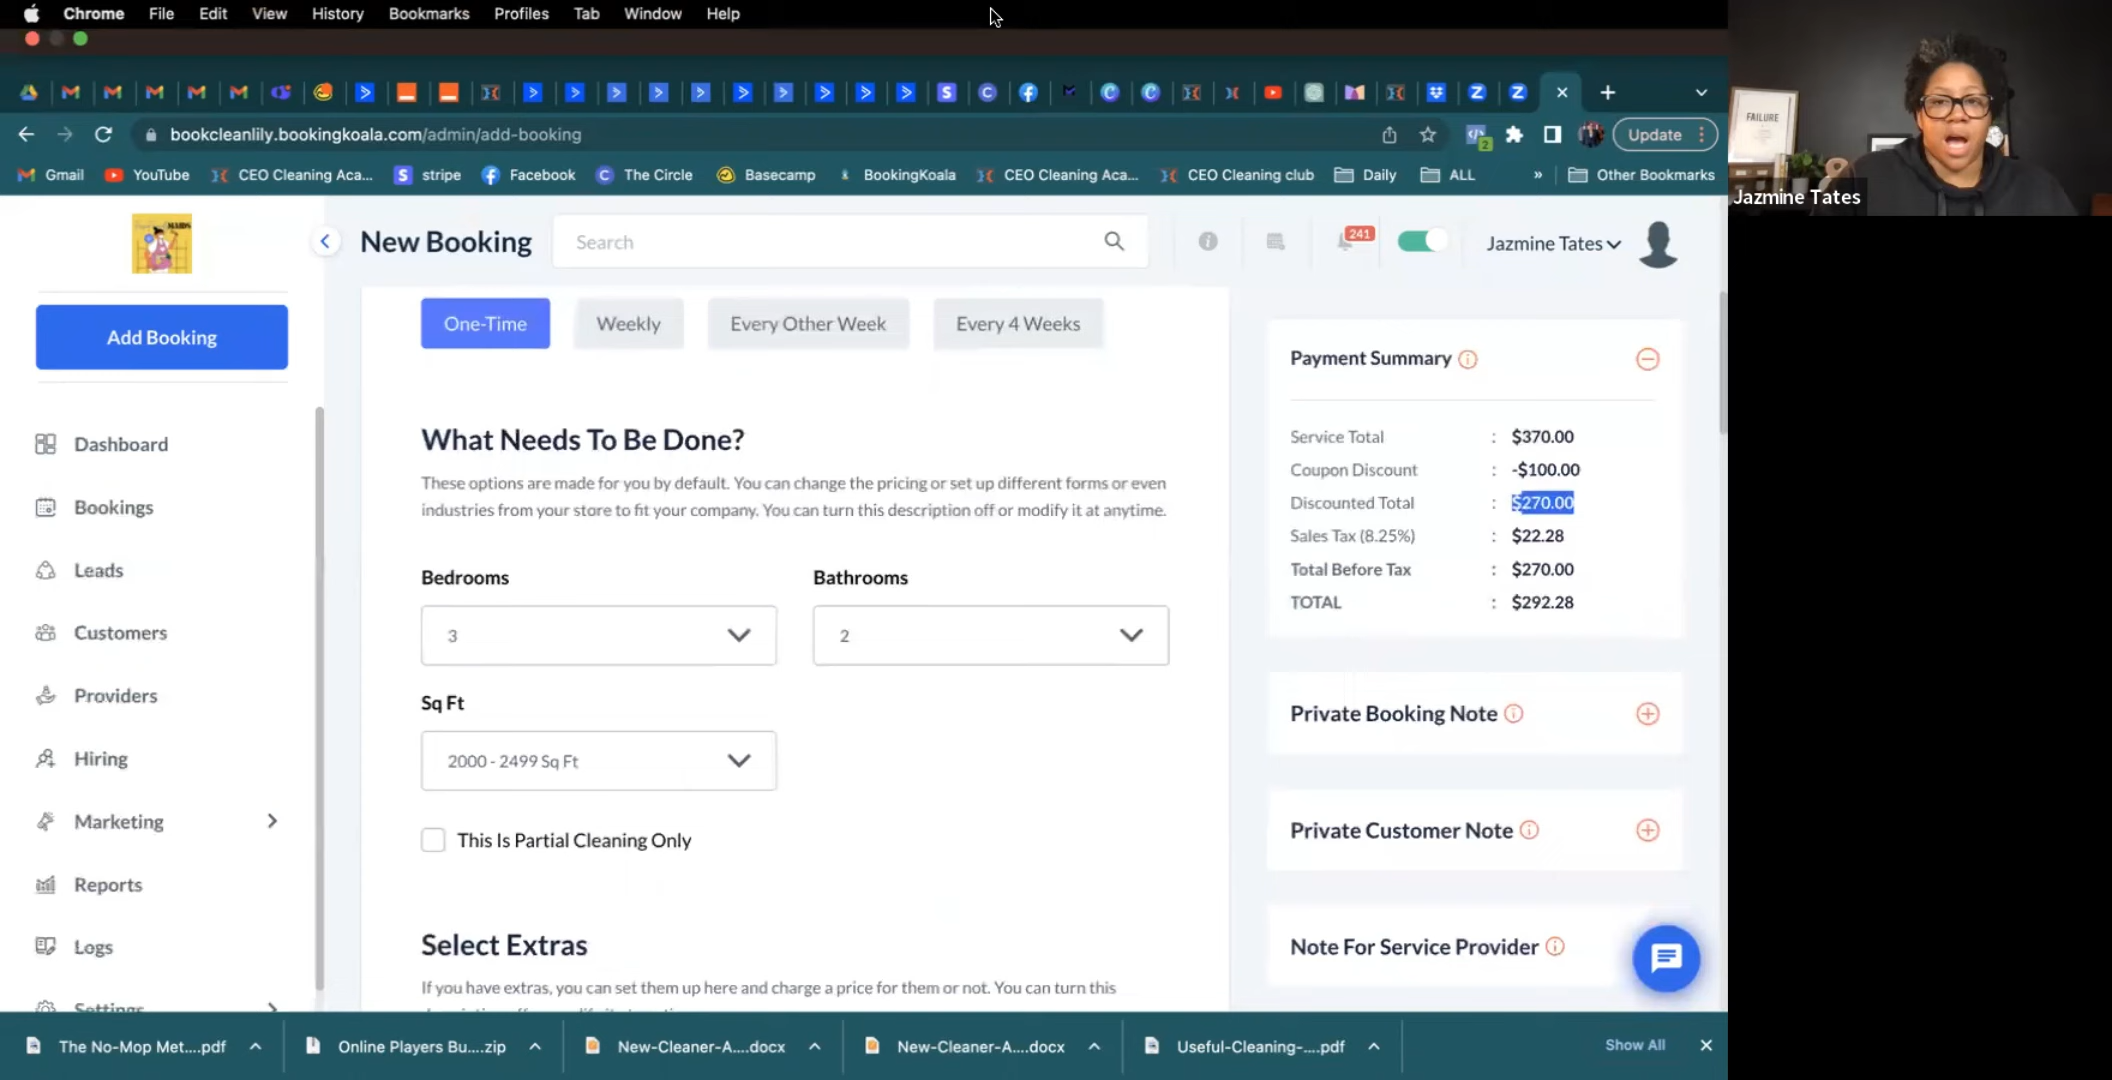 Chrome File Edit View History Bookmarks Profiles Tab Window Help
bookcleanlily.bookingkoala.com/admin/add-booking
2
Update
Gmail YouTube CEO Cleaning Aca... stripe Facebook The Circle Basecamp BookingKoala CEO Cleaning Aca... CEO Cleaning club Daily ALL » Other Bookmarks
FAILURE
Jazmine Tates
MAIDS
New Booking
Search
241
Jazmine Tates
Add Booking
Dashboard
Bookings
Leads
Customers
Providers
Hiring
Marketing
Reports
Logs
Settings
One-Time Weekly Every Other Week Every 4 Weeks
What Needs To Be Done?
These options are made for you by default. You can change the pricing or set up different forms or even
industries from your store to fit your company. You can turn this description off or modify it at anytime.
Bedrooms Bathrooms
3 2
Sq Ft
2000 - 2499 Sq Ft
This Is Partial Cleaning Only
Select Extras
If you have extras, you can set them up here and charge a price for them or not. You can turn this
Payment Summary
Service Total : $370.00
Coupon Discount : -$100.00
Discounted Total : $270.00
Sales Tax (8.25%) : $22.28
Total Before Tax : $270.00
TOTAL : $292.28
Private Booking Note
Private Customer Note
Note For Service Provider
The No-Mop Met....pdf Online Players Bu....zip New-Cleaner-A....docx New-Cleaner-A....docx Useful-Cleaning-....pdf Show All